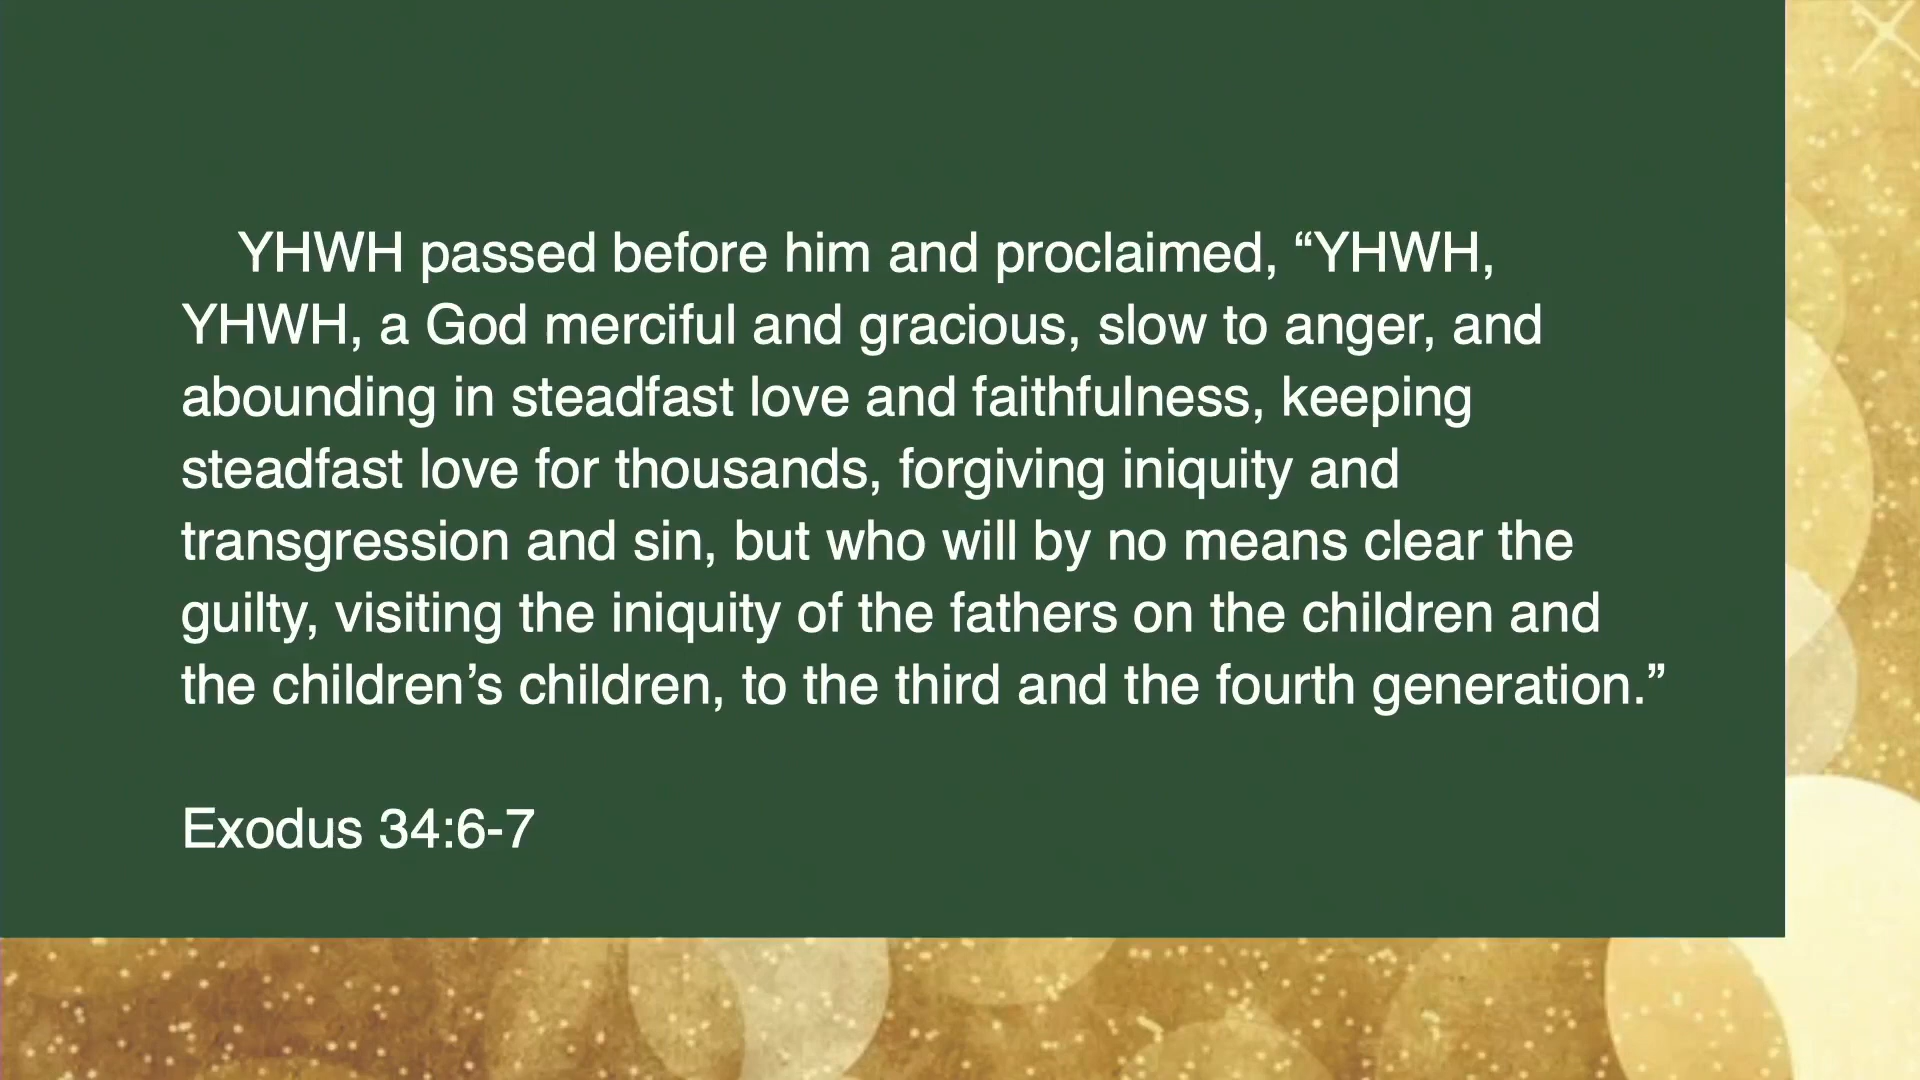 YHWH passed before him and proclaimed, “YHWH,
YHWH, a God merciful and gracious, slow to anger, and
abounding in steadfast love and faithfulness, keeping
steadfast love for thousands, forgiving iniquity and
transgression and sin, but who will by no means clear the
guilty, visiting the iniquity of the fathers on the children and
the children’s children, to the third and the fourth generation.”
Exodus 34:6-7